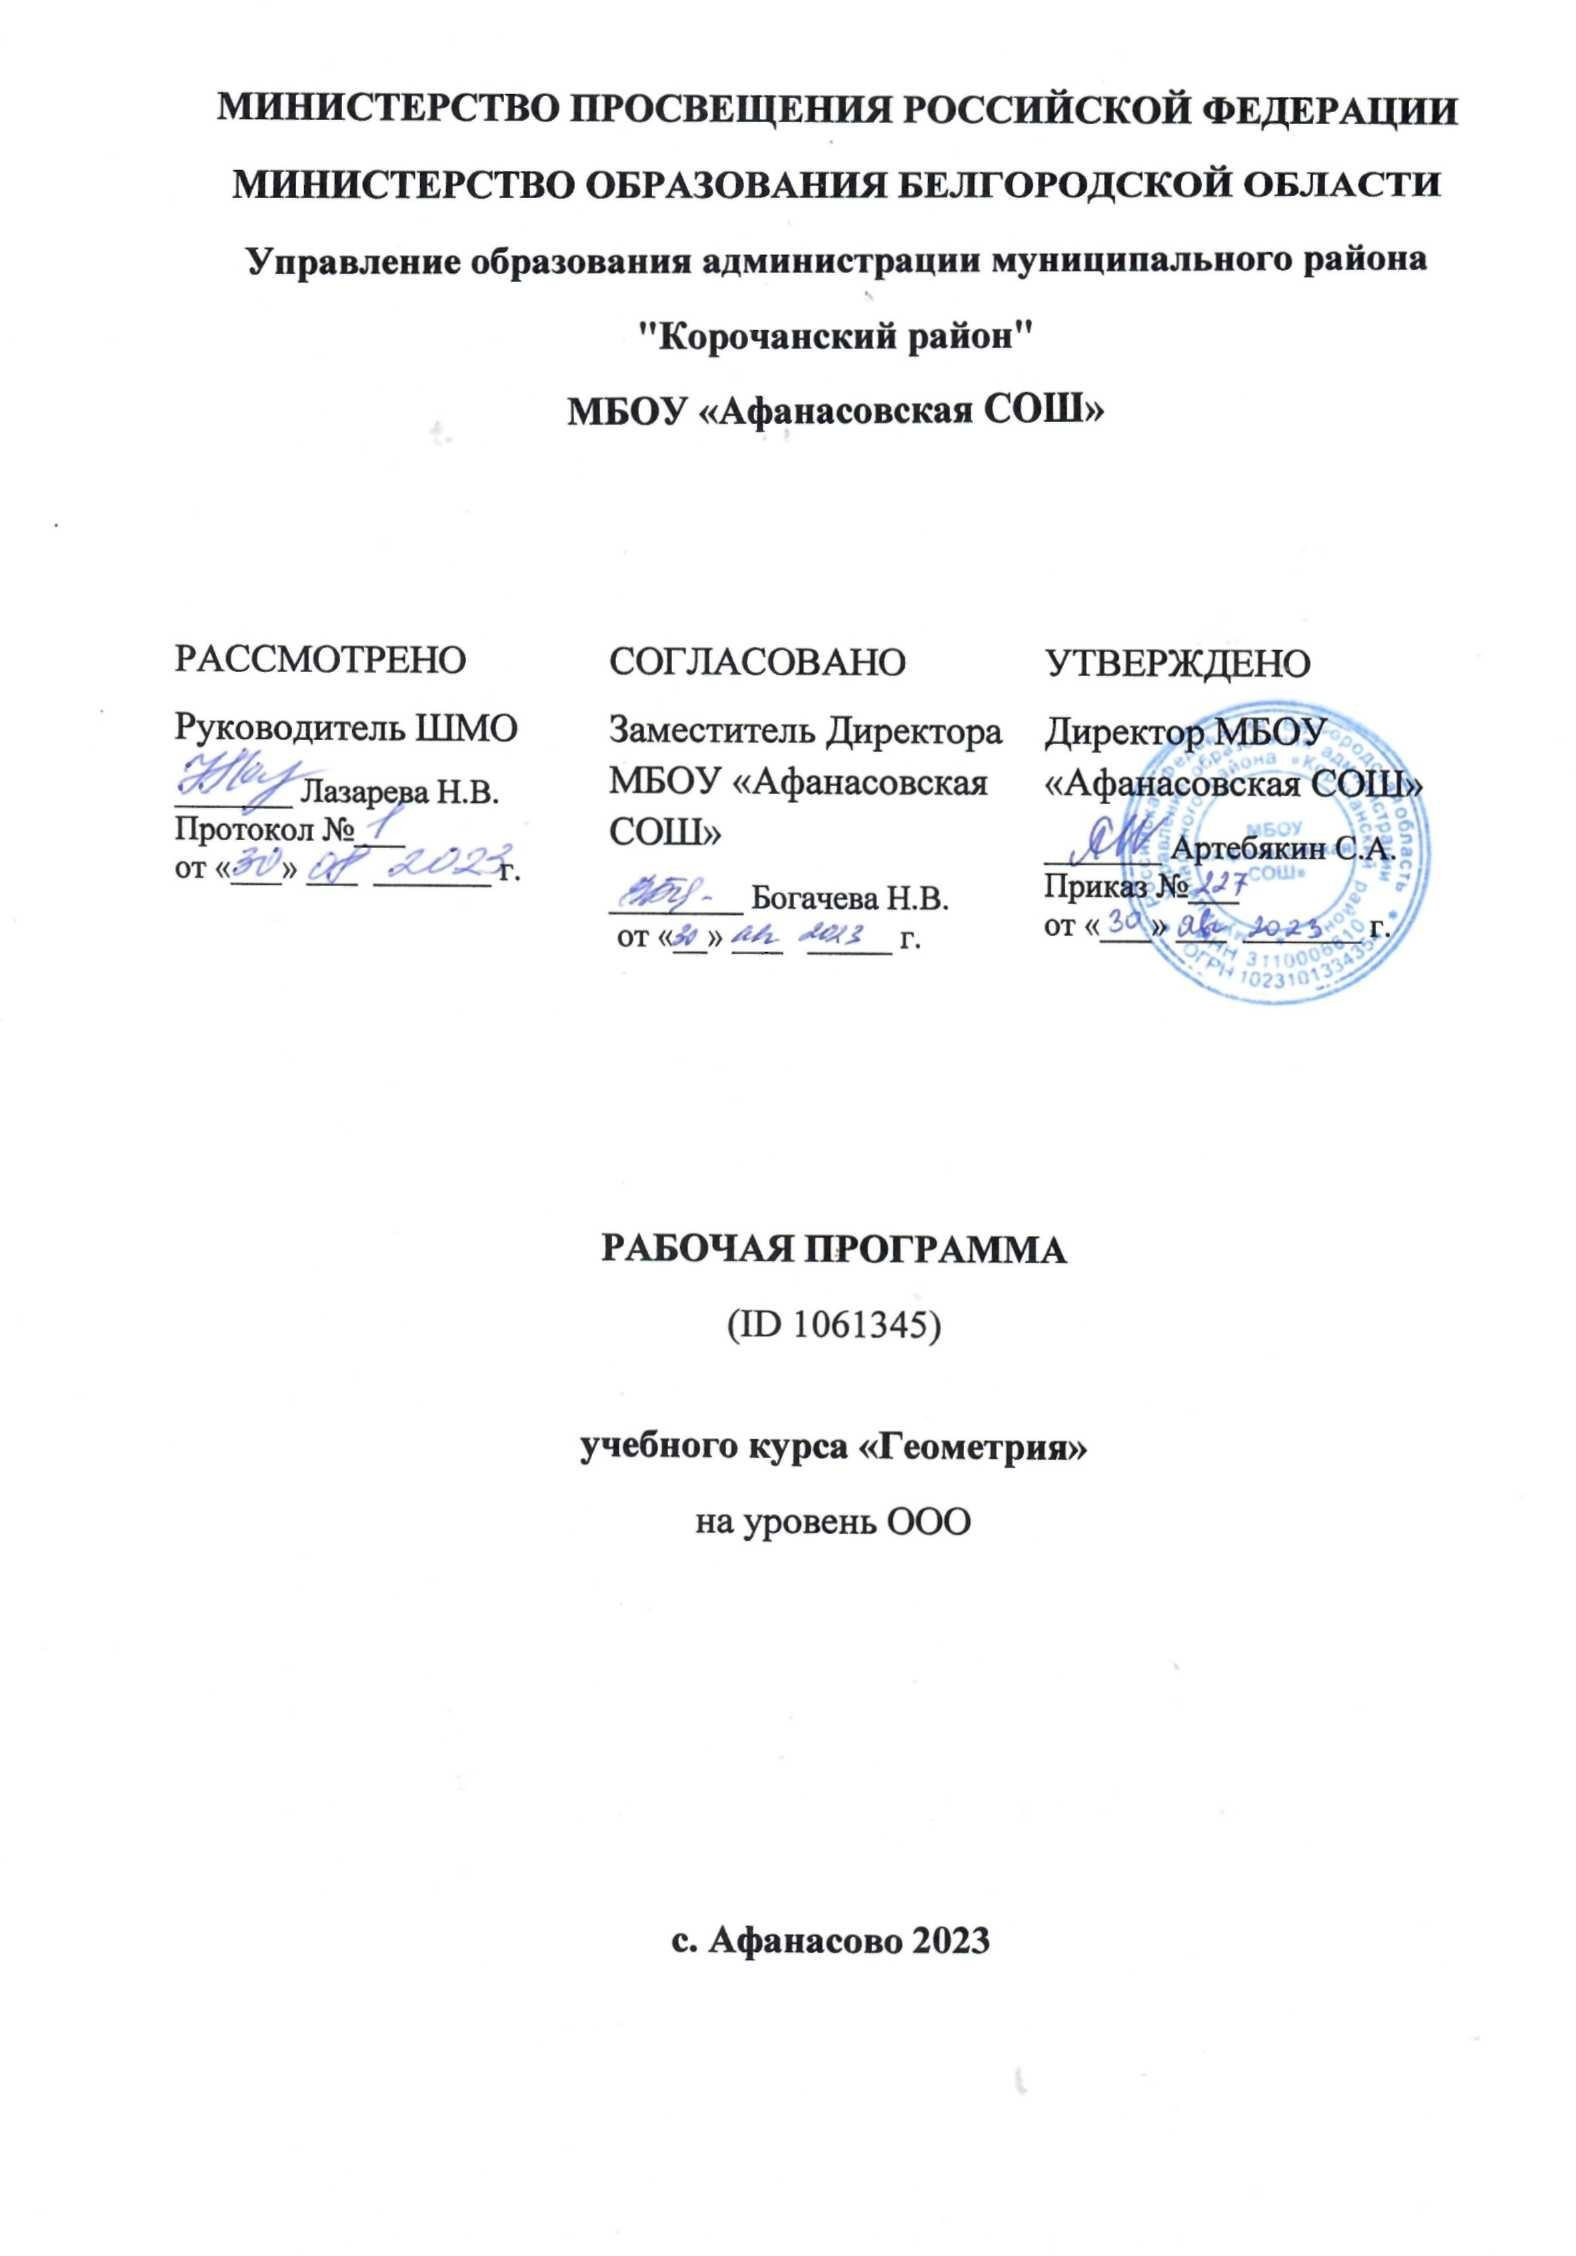 МИНИСТЕРСТВО ПРОСВЕЩЕНИЯ РОССИЙСКОЙ ФЕДЕРАЦИИ
МИНИСТЕРСТВО ОБРАЗОВАНИЯ БЕЛГОРОДСКОЙ ОБЛАСТИ
Управление образования администрации муниципального района
"Корочанский район"
МБОУ «Афанасовская СОШ»
РАССМОТРЕНО
Руководитель ШМО
Лазарева Н.В.
Протокол № 1
от «30» 08 2023 г.
СОГЛАСОВАНО
Заместитель Директора
МБОУ «Афанасовская
СОШ»
Богачева Н.В.
от «30» авг 2023 г.
УТВЕРЖДЕНО
Директор МБОУ
«Афанасовская СОШ»
Артебякин С.А.
Приказ № 227
от «30» авг 2023 г.
МБОУ
СОШ»
РАБОЧАЯ ПРОГРАММА
(ID 1061345)
учебного курса «Геометрия»
на уровень ООО
с. Афанасово 2023